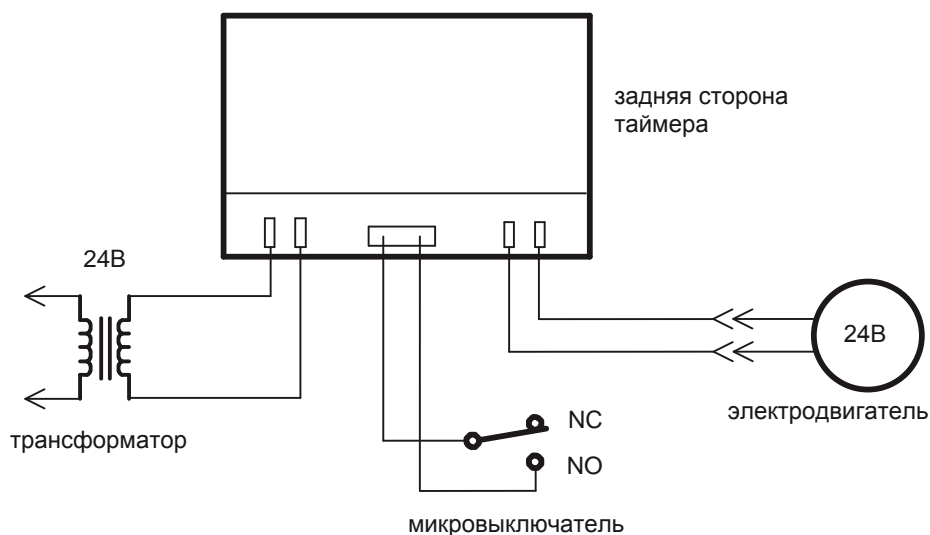 задняя сторона
таймера
24В
24В
электродвигатель
NC
трансформатор
NO
микровыключатель